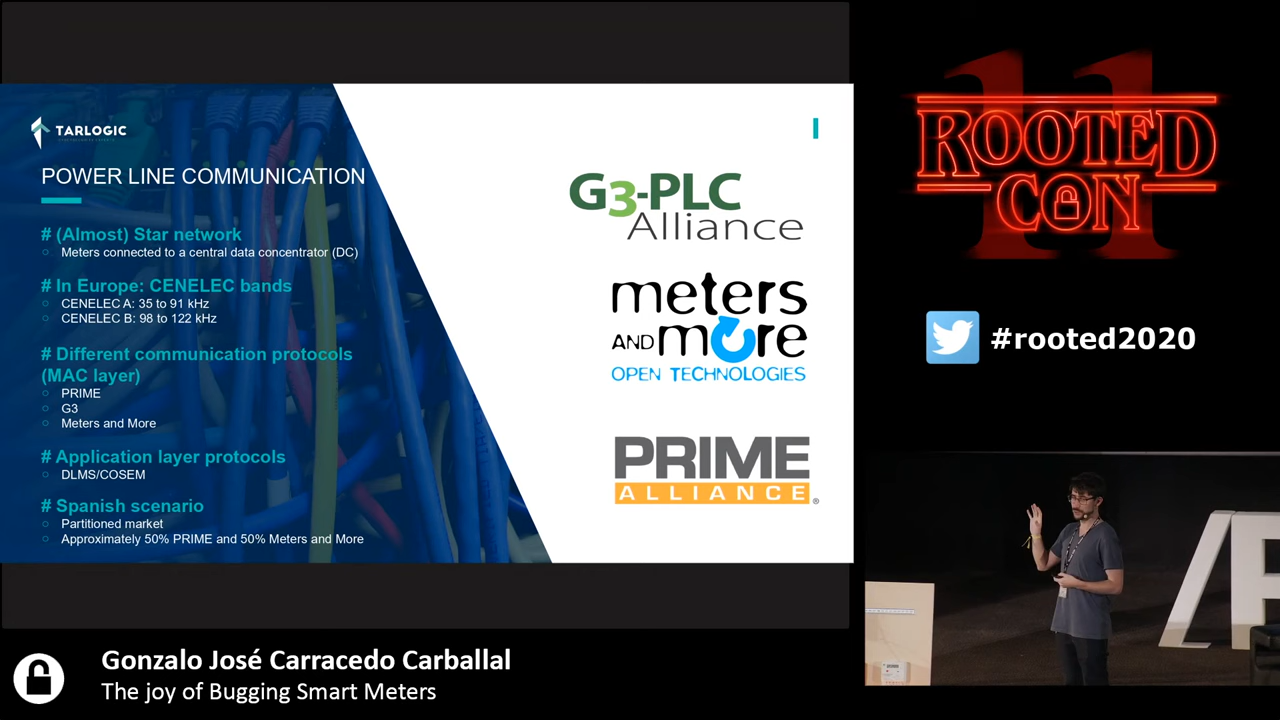 TARLOGIC
POWER LINE COMMUNICATION
# (Almost) Star network
Meters connected to a central data concentrator (DC)
# In Europe: CENELEC bands
CENELEC A: 35 to 91 kHz
CENELEC B: 98 to 122 kHz
# Different communication protocols
(MAC layer)
PRIME
G3
Meters and More
# Application layer protocols
DLMS/COSEM
# Spanish scenario
Partitioned market
Approximately 50% PRIME and 50% Meters and More
G3-PLC
Alliance
meters
AND more
OPEN TECHNOLOGIES
PRIME
ALLIANCE®
11
ROOTED
CON
#rooted2020
Gonzalo José Carracedo Carballal
The joy of Bugging Smart Meters